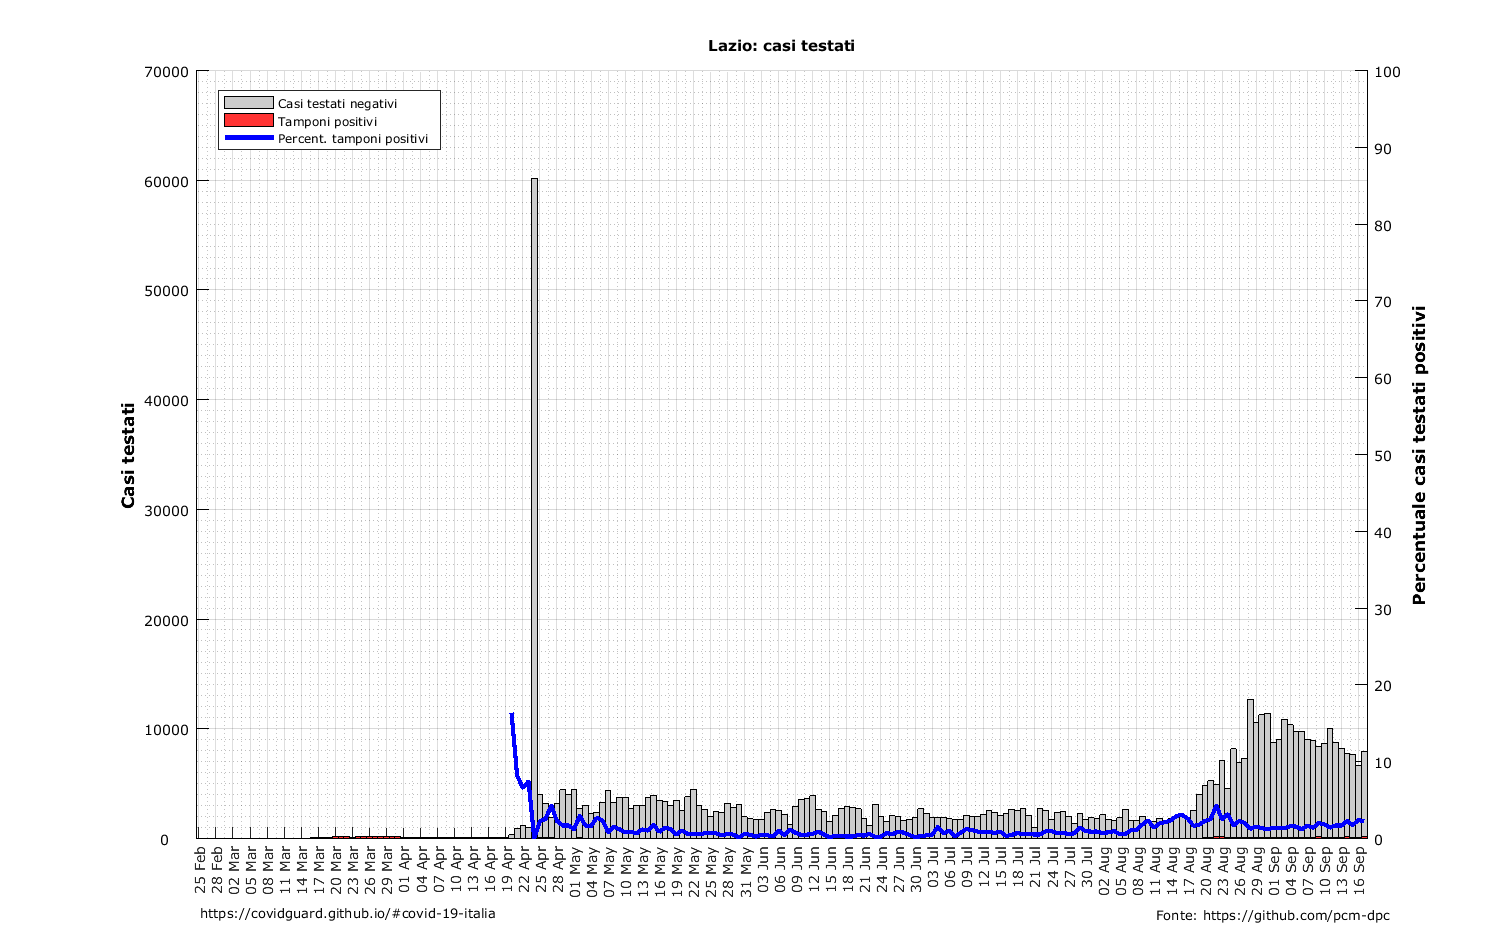 Lazio: casi testati
Casi testati negativi
Tamponi positivi
Percent. tamponi positivi
Casi testati
70000
60000
50000
40000
30000
20000
10000
0
100
90
80
70
60
50
40
30
20
10
0
Percentuale casi testati positivi
25 Feb
28 Feb
02 Mar
05 Mar
08 Mar
11 Mar
14 Mar
17 Mar
20 Mar
23 Mar
26 Mar
29 Mar
01 Apr
04 Apr
07 Apr
10 Apr
13 Apr
16 Apr
19 Apr
22 Apr
25 Apr
28 Apr
01 May
04 May
07 May
10 May
13 May
16 May
19 May
22 May
25 May
28 May
31 May
03 Jun
06 Jun
09 Jun
12 Jun
15 Jun
18 Jun
21 Jun
24 Jun
27 Jun
30 Jun
03 Jul
06 Jul
09 Jul
12 Jul
15 Jul
18 Jul
21 Jul
24 Jul
27 Jul
30 Jul
02 Aug
05 Aug
08 Aug
11 Aug
14 Aug
17 Aug
20 Aug
23 Aug
26 Aug
29 Aug
01 Sep
04 Sep
07 Sep
10 Sep
13 Sep
16 Sep
https://covidguard.github.io/#covid-19-italia
Fonte: https://github.com/pcm-dpc